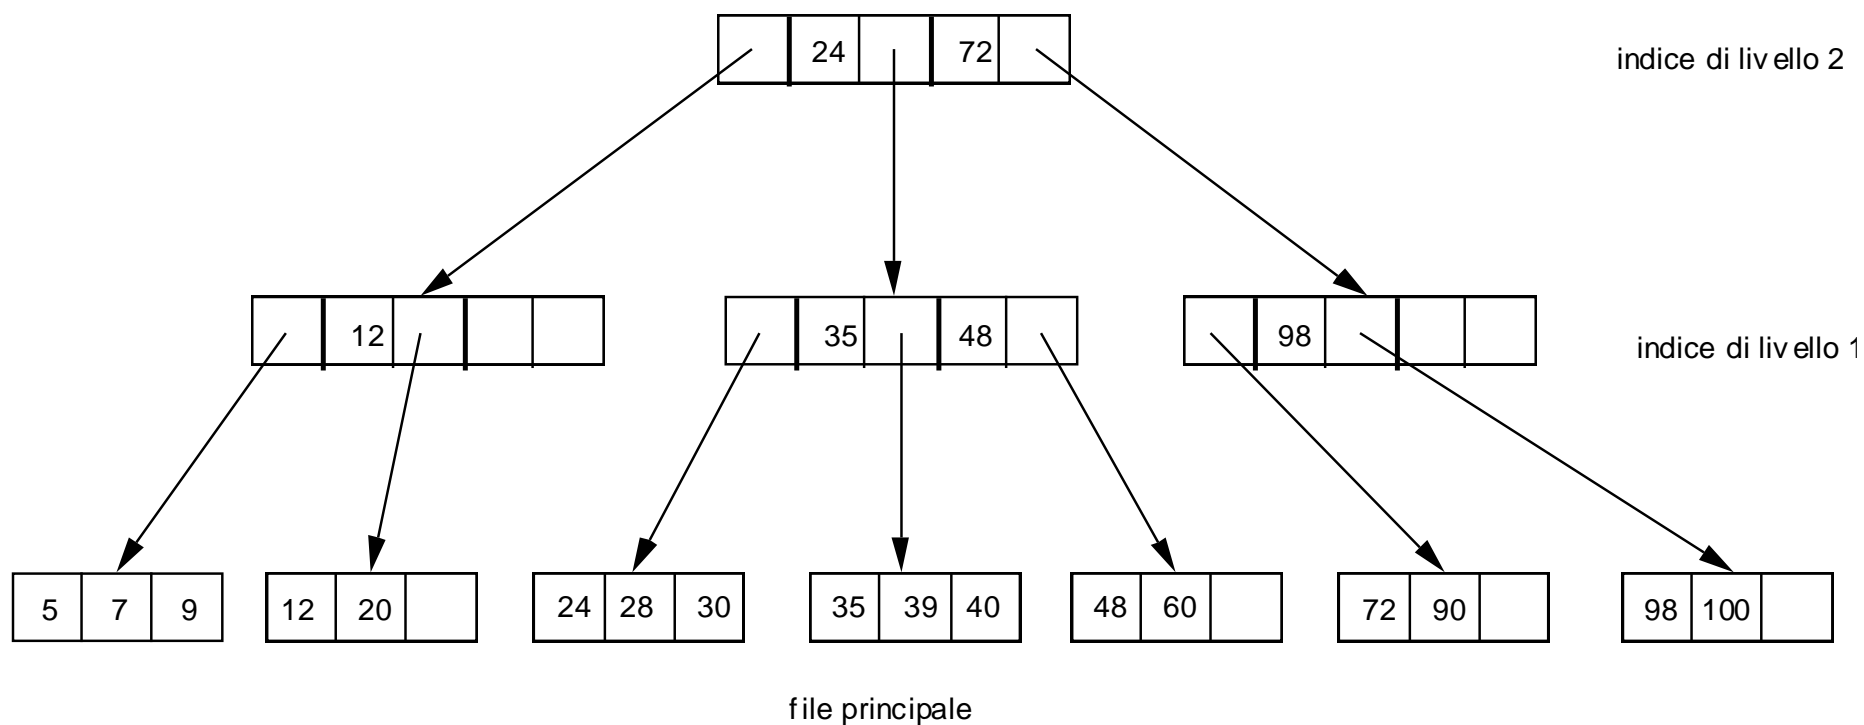 24 72
indice di livello 2
12
35 48
98
indice di livello 1
5 7 9
12 20
24 28 30
35 39 40
48 60
72 90
98 100
file principale